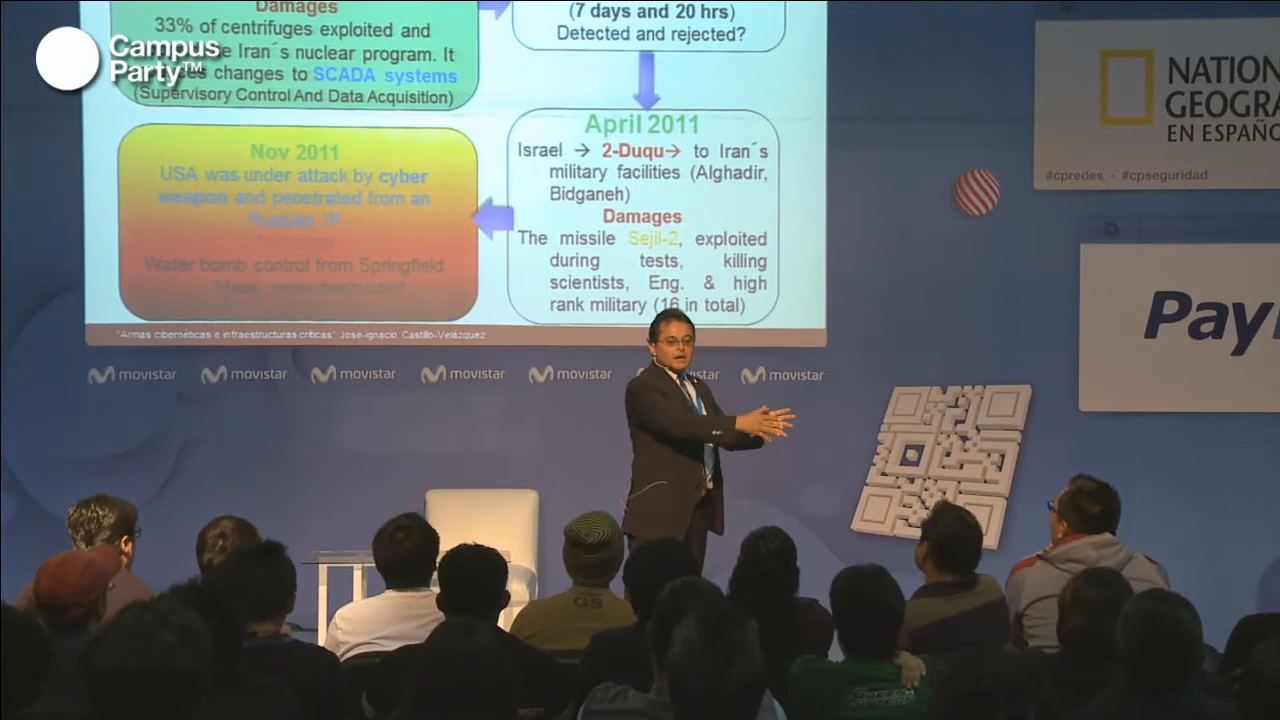 Campus
Party™
Damages
33% of centrifuges exploited and
e Iran´s nuclear program. It
es changes to SCADA systems
(Supervisory Control And Data Acquisition)
(7 days and 20 hrs)
Detected and rejected?
April 2011
Israel → 2-Duqu→ to Iran´s
military facilities (Alghadir,
Bidganeh)
Damages
The missile Sejil-2, exploited
during tests, killing
scientists, Eng. & high
rank military (16 in total)
Nov 2011
USA was under attack by cyber
weapon and penetrated from an
Russian IP
Water bomb control from Springfield
"Armas cibernéticas e infraestructuras críticas" José-Ignacio Castillo-Velázquez
movistar movistar movistar movistar movistar movistar
NATION
GEOGRA
EN ESPAÑO
#cpredes · #cpseguridad
Pay
GS